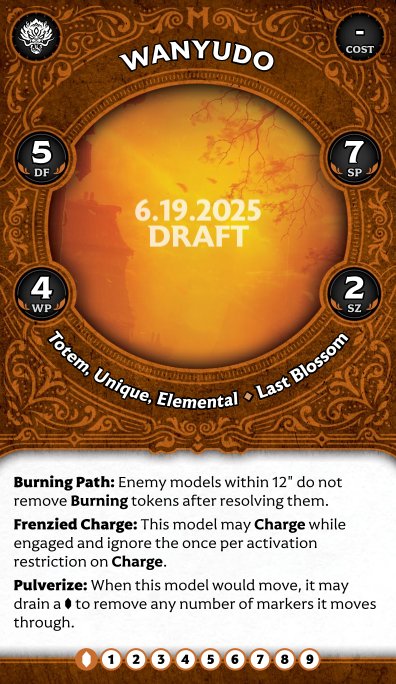 -
COST
WANYUDO
5
DF
7
SP
6.19.2025
DRAFT
4
WP
2
SZ
Totem, Unique, Elemental ◆ Last Blossom
Burning Path: Enemy models within 12" do not
remove Burning tokens after resolving them.
Frenzied Charge: This model may Charge while
engaged and ignore the once per activation
restriction on Charge.
Pulverize: When this model would move, it may
drain a ⬮ to remove any number of markers it moves
through.
1 2 3 4 5 6 7 8 9